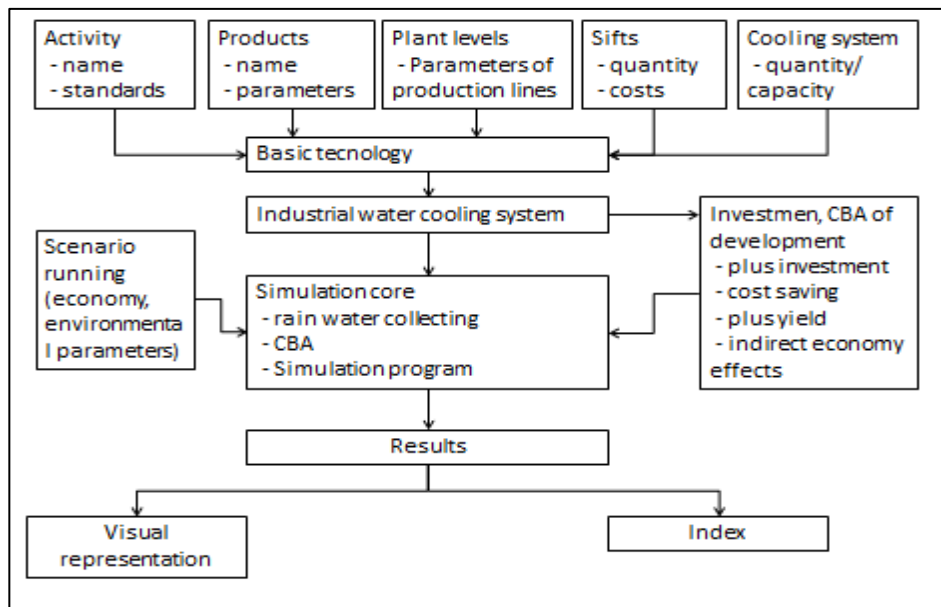 Activity
- name
- standards
Products
- name
- parameters
Plant levels
- Parameters of
production lines
Sifts
- quantity
- costs
Cooling system
- quantity/
capacity
Basic tecnology
Industrial water cooling system
Scenario
running
(economy,
environmenta
l parameters)
Simulation core
- rain water collecting
- CBA
- Simulation program
Investmen, CBA of
development
- plus investment
- cost saving
- plus yield
- indirect economy
effects
Results
Visual
representation
Index